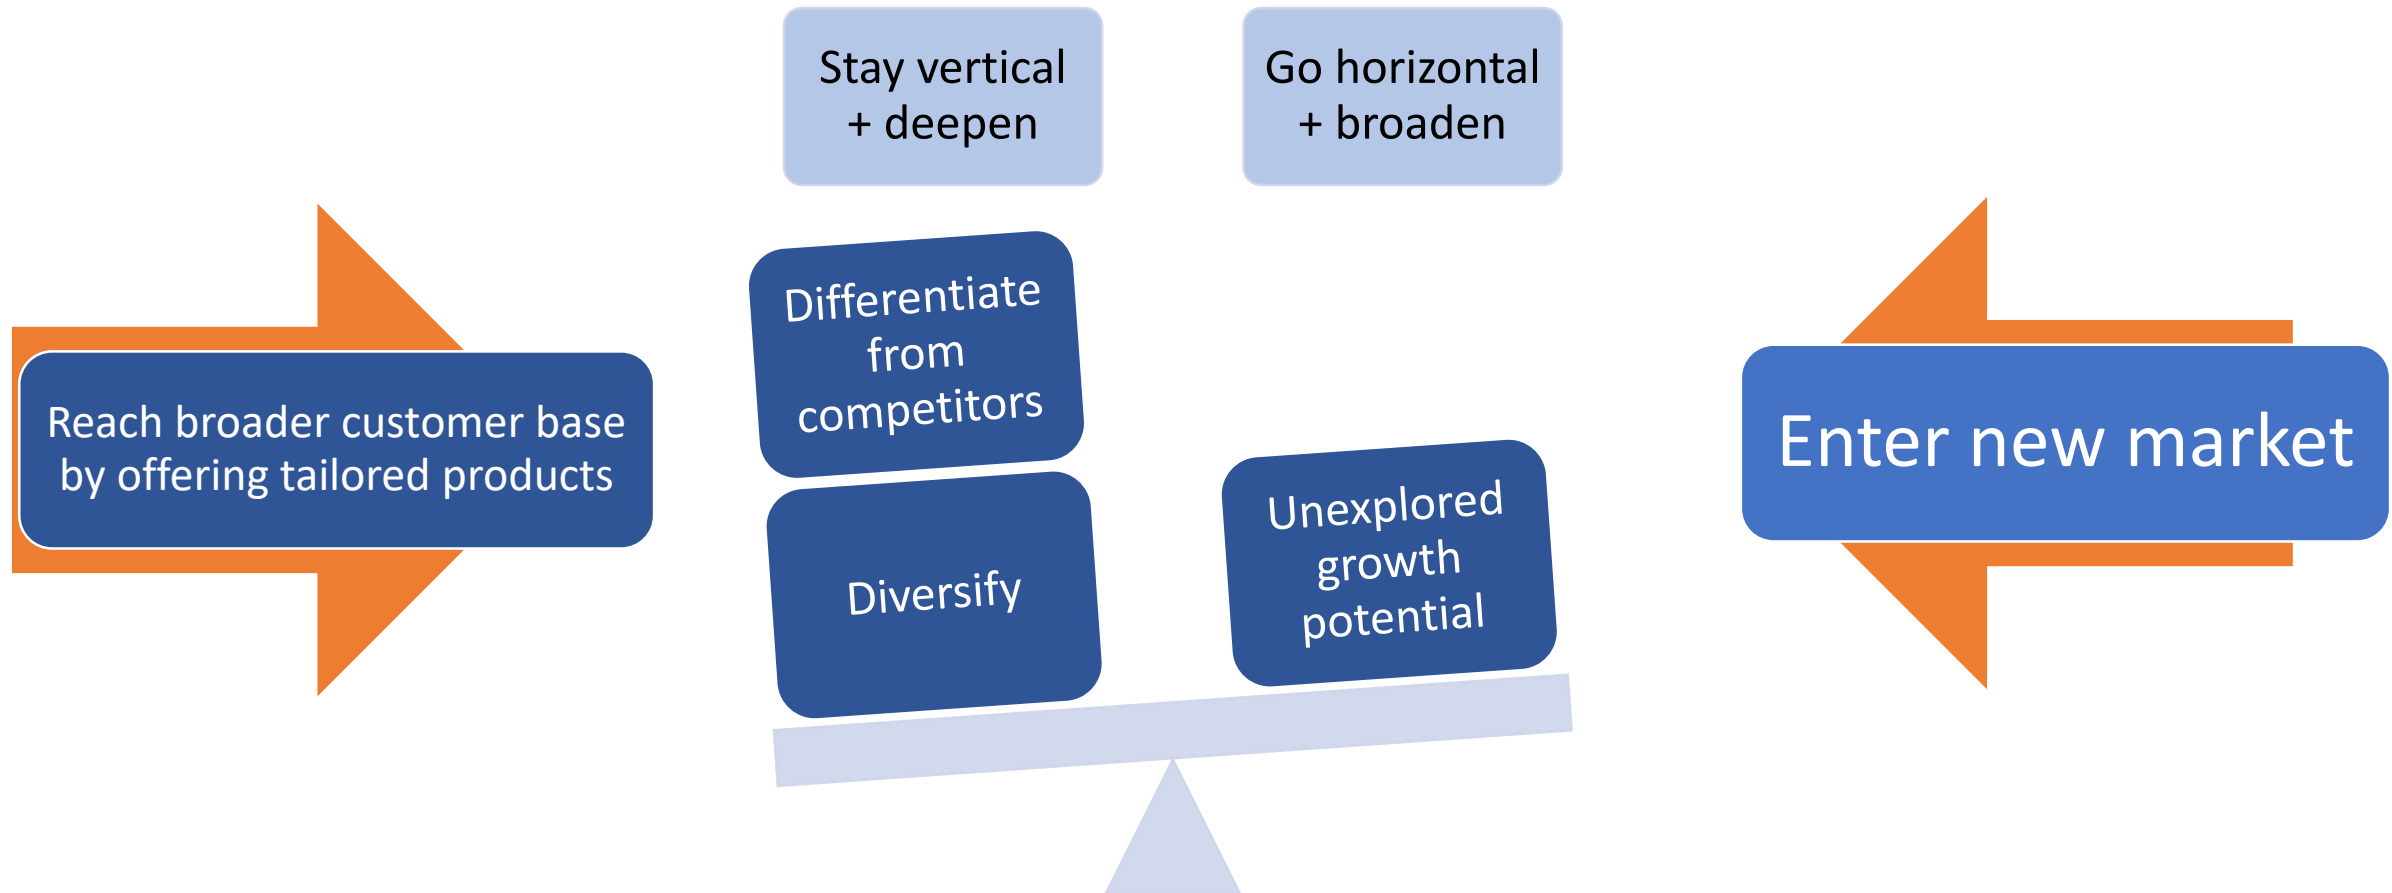 Stay vertical
+ deepen
Go horizontal
+ broaden
Reach broader customer base
by offering tailored products
Differentiate
from
competitors
Diversify
Unexplored
growth
potential
Enter new market